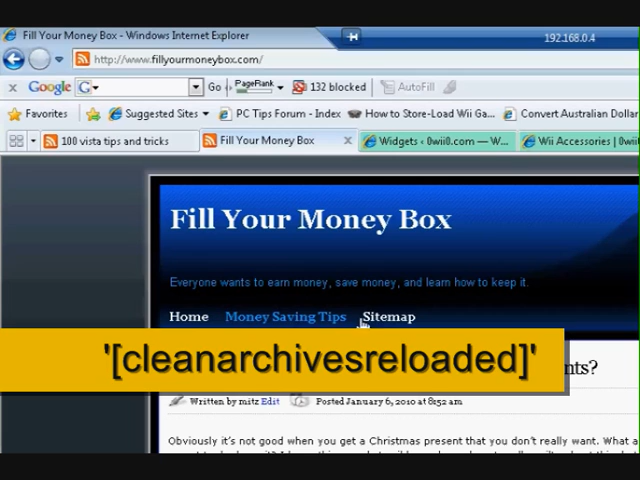 Fill Your Money Box - Windows Internet Explorer
192.168.0.4
http://www.fillyourmoneybox.com/
x Google G Go PageRank 132 blocked AutoFill
Favorites Suggested Sites PC Tips Forum - Index How to Store-Load Wii Ga... Convert Australian Dollar
100 vista tips and tricks Fill Your Money Box x Widgets ‹ 0wii0.com — W... Wii Accessories | 0wii
Fill Your Money Box
Everyone wants to earn money, save money, and learn how to keep it.
Home Money Saving Tips Sitemap
'[cleanarchivesreloaded]'
nts?
Written by mitz Edit Posted January 6, 2010 at 8:52 am
Obviously it's not good when you get a Christmas present that you don't really want. What a